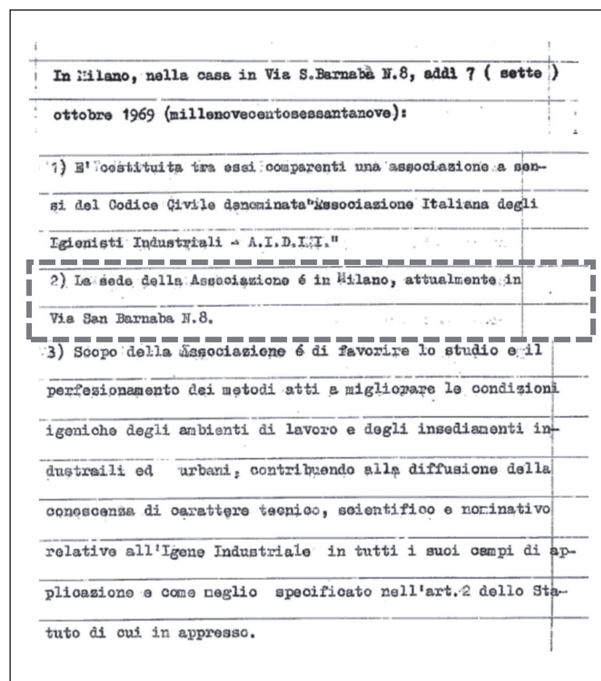 In Milano, nella casa in Via S.Barnabà N.8, addì 7 ( sette )
ottobre 1969 (millenovecentosessantanove):
1) E' costituita tra essi comparenti una associazione a sen-
si del Codice Civile denominata"Associazione Italiana degli
Igienisti Industriali - A.I.D.I.I."
2) La sede della Associazione é in Milano, attualmente in
Via San Barnaba N.8.
3) Scopo della Associazione é di favorire lo studio e il
perfezionamento dei metodi atti a migliorare le condizioni
igeniche degli ambienti di lavoro e degli insediamenti in-
dustraili ed urbani, contribuendo alla diffusione della
conoscenza di carattere tecnico, scientifico e norminativo
relative all'Igene Industriale in tutti i suoi campi di ap-
plicazione e come meglio specificato nell'art.2 dello Sta-
tuto di cui in appresso.